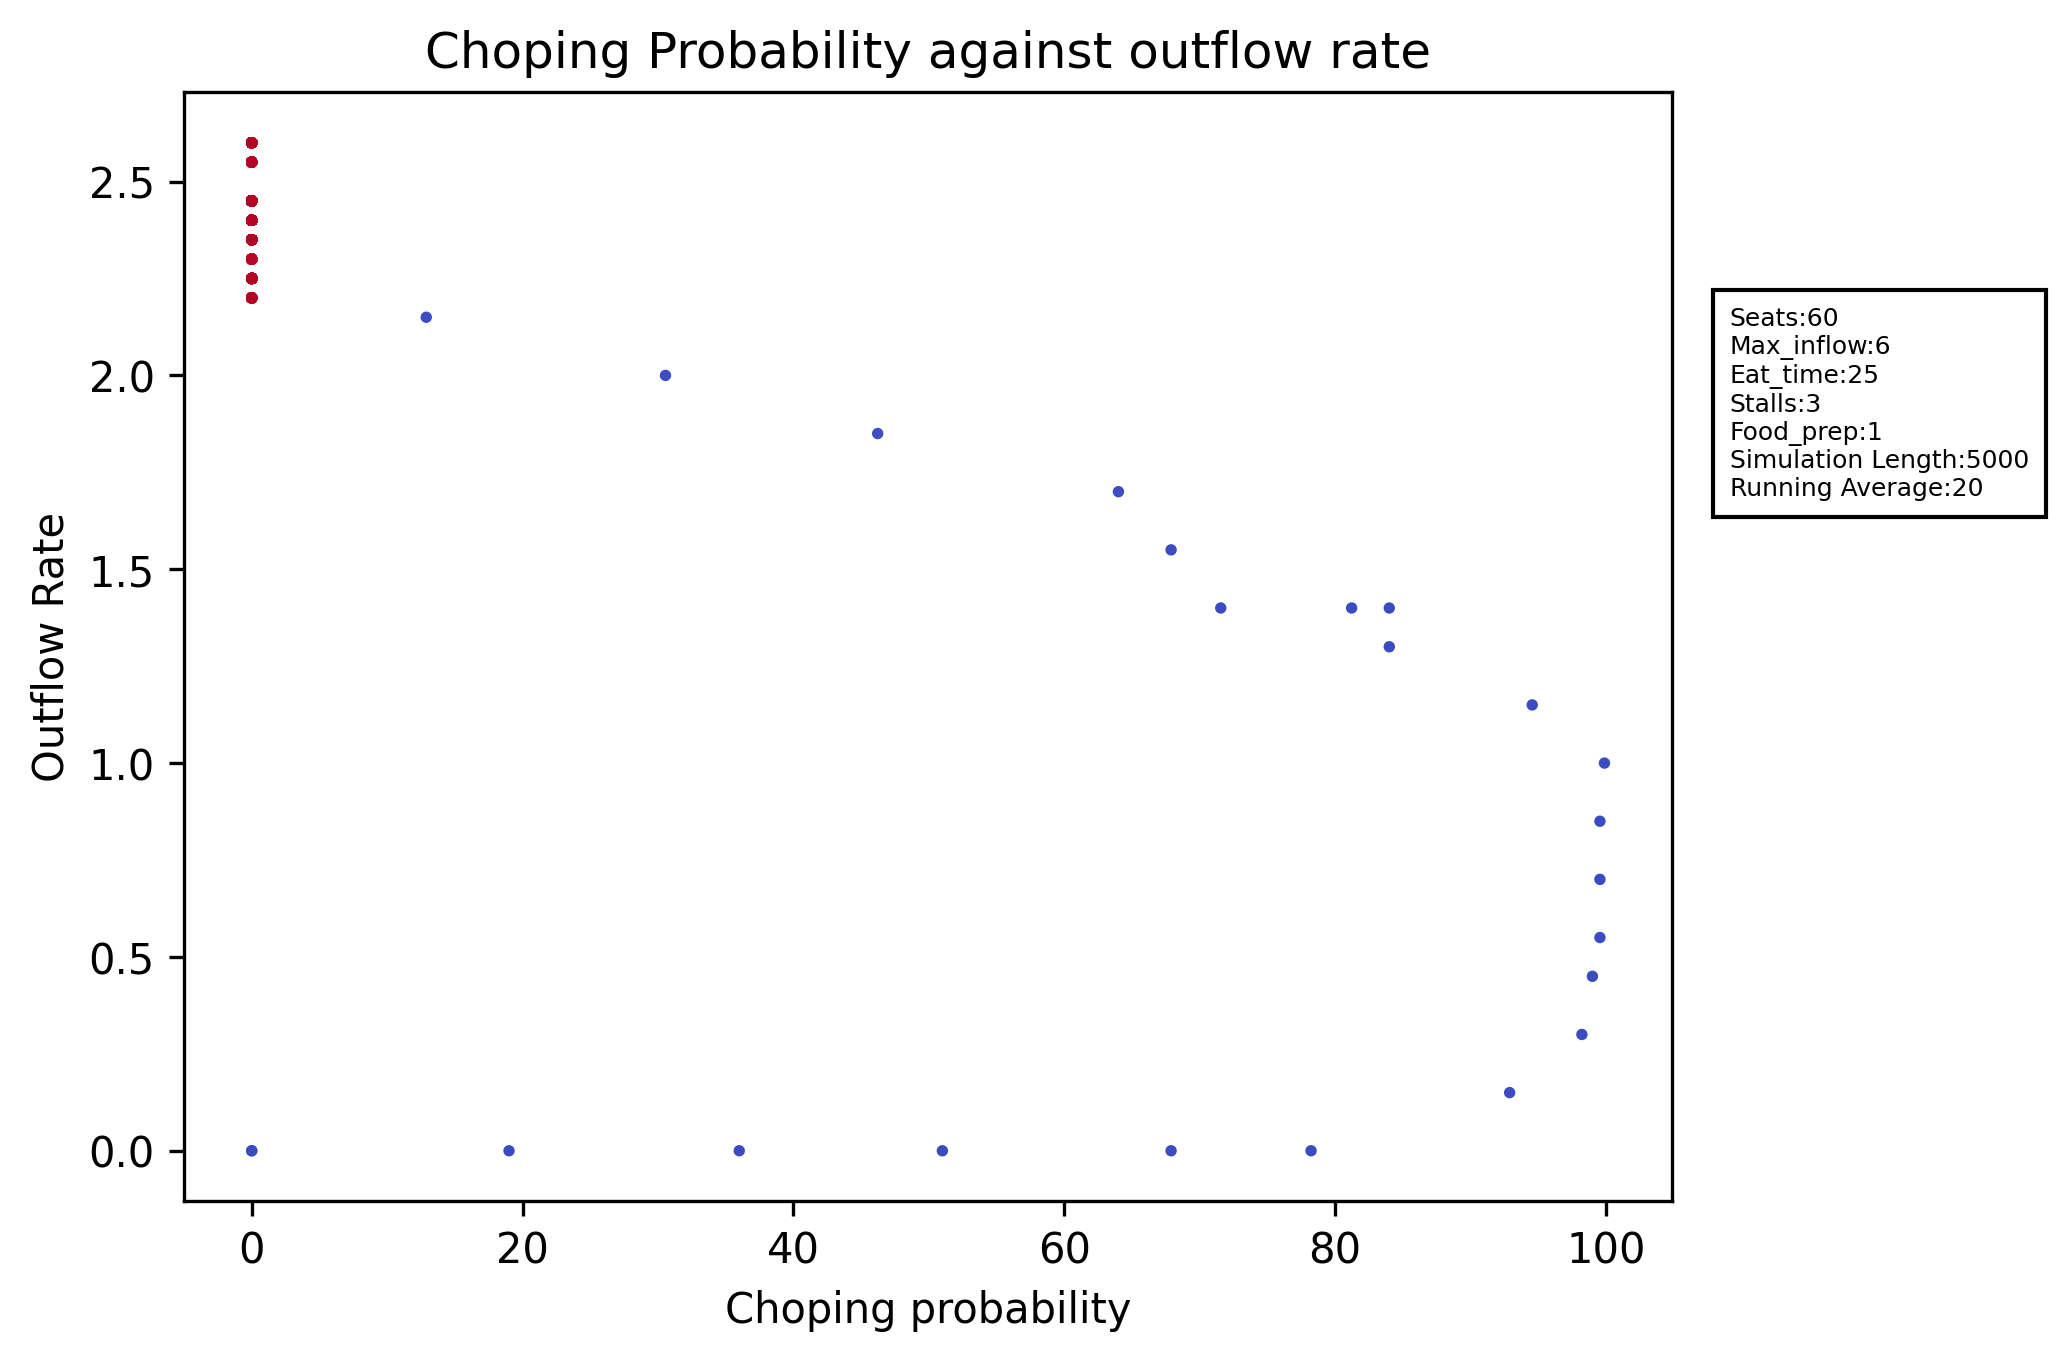 Choping Probability against outflow rate
2.5
2.0
1.5
1.0
0.5
0.0
Outflow Rate
0 20 40 60 80 100
Choping probability
Seats:60
Max_inflow:6
Eat_time:25
Stalls:3
Food_prep:1
Simulation Length:5000
Running Average:20